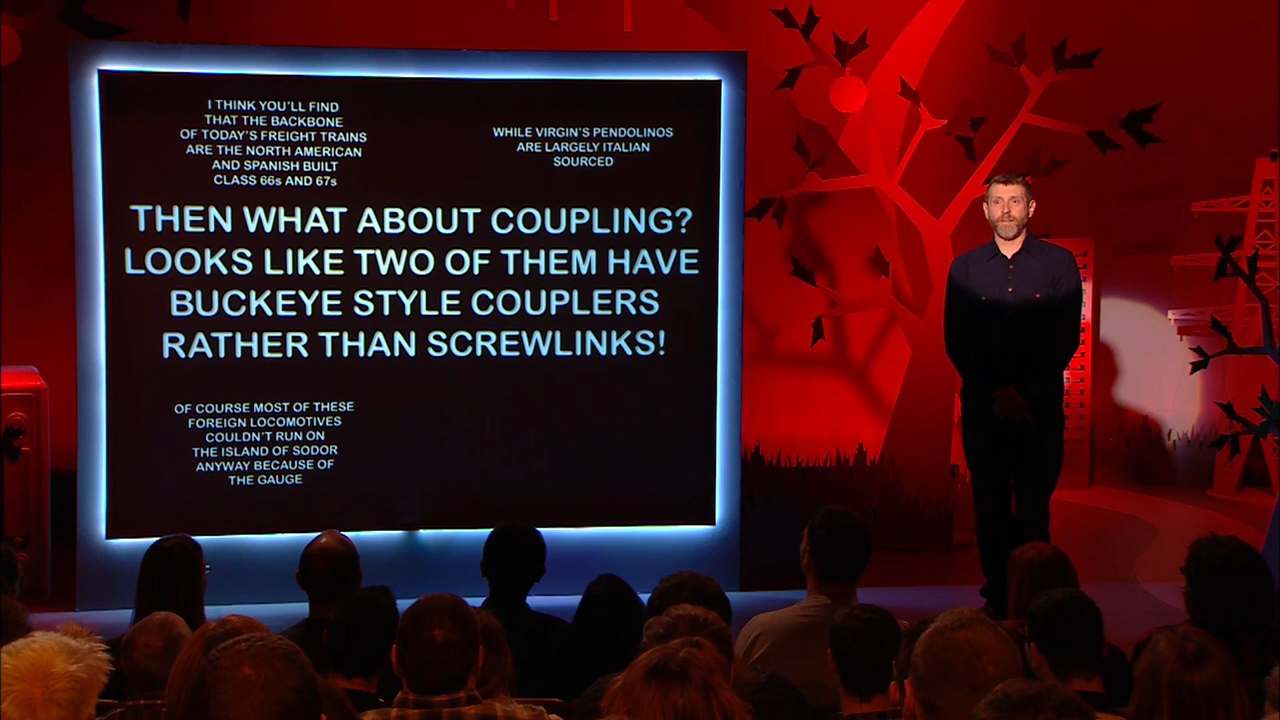 I THINK YOU'LL FIND
THAT THE BACKBONE
OF TODAY'S FREIGHT TRAINS
ARE THE NORTH AMERICAN
AND SPANISH BUILT
CLASS 66s AND 67s
WHILE VIRGIN'S PENDOLINOS
ARE LARGELY ITALIAN
SOURCED
THEN WHAT ABOUT COUPLING?
LOOKS LIKE TWO OF THEM HAVE
BUCKEYE STYLE COUPLERS
RATHER THAN SCREWLINKS!
OF COURSE MOST OF THESE
FOREIGN LOCOMOTIVES
COULDN'T RUN ON
THE ISLAND OF SODOR
ANYWAY BECAUSE OF
THE GAUGE